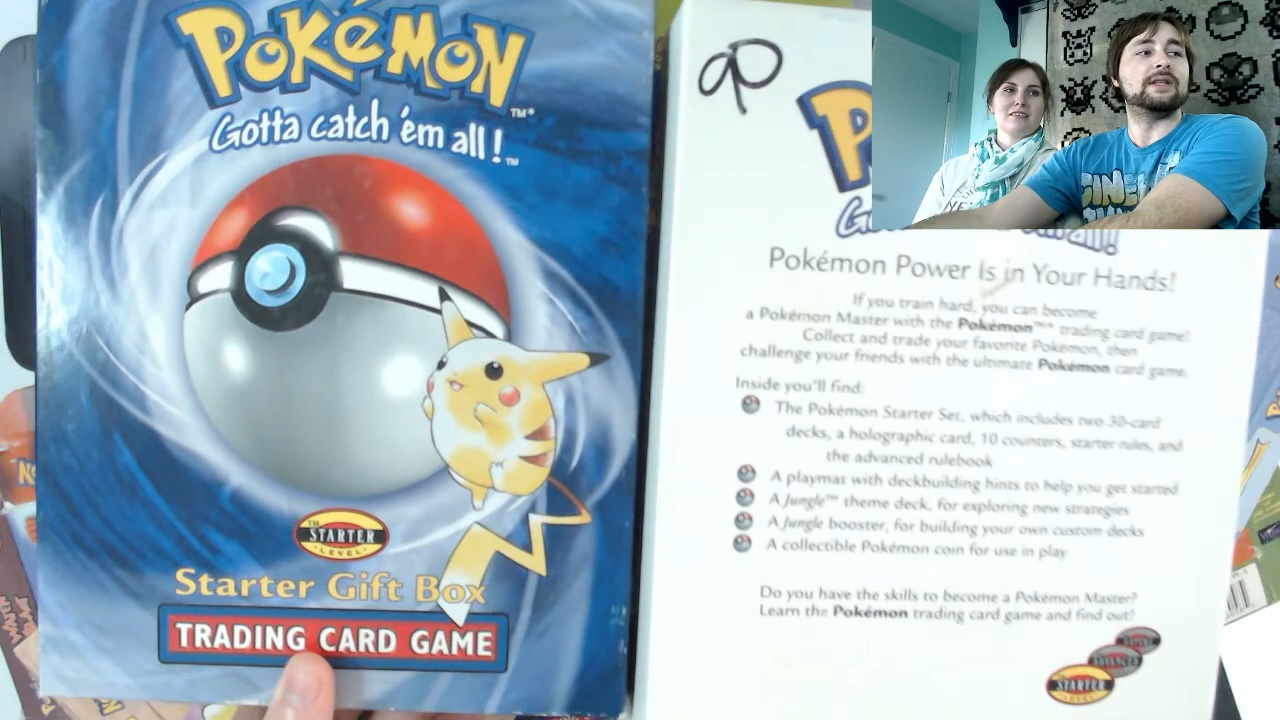 POKéMON
TM*
Gotta catch 'em all!
TM
TM
STARTER
LEVEL
Starter Gift Box
TRADING CARD GAME
Pokémon Power Is in Your Hands!
If you train hard, you can become
a Pokémon Master with the Pokémon trading card game!
Collect and trade your favorite Pokémon, then
challenge your friends with the ultimate Pokémon card game.
Inside you'll find:
The Pokémon Starter Set, which includes two 30-card
decks, a holographic card, 10 counters, starter rules, and
the advanced rulebook
A playmat with deckbuilding hints to help you get started
A Jungle™ theme deck, for exploring new strategies
A Jungle booster, for building your own custom decks
A collectible Pokémon coin for use in play
Do you have the skills to become a Pokémon Master?
Learn the Pokémon trading card game and find out!
ADVANCED
STARTER
LEVEL